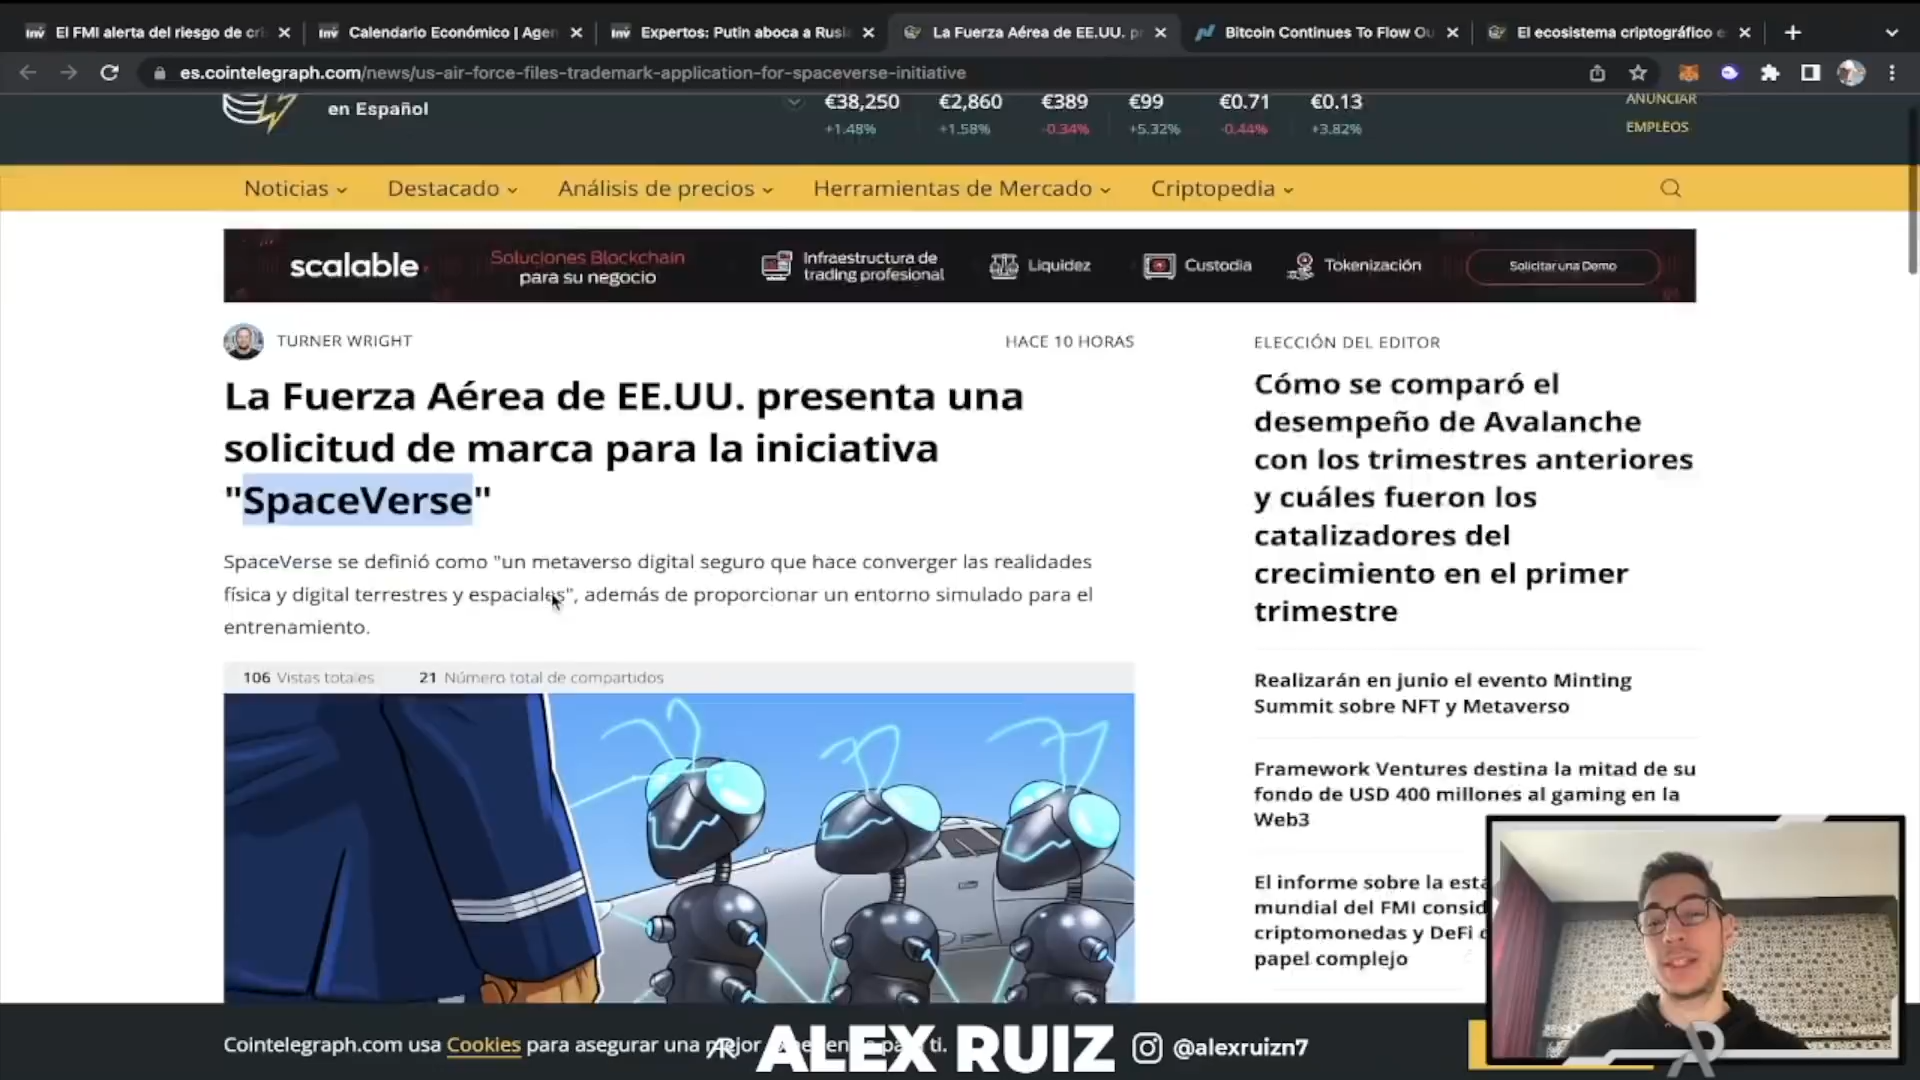 El FMI alerta del riesgo de cri
Calendario Económico | Agen
Expertos: Putin aboca a Rusi
La Fuerza Aérea de EE.UU. pr
Bitcoin Continues To Flow Ou
El ecosistema criptográfico e
es.cointelegraph.com/news/us-air-force-files-trademark-application-for-spaceverse-initiative
en Español
€38,250 €2,860 €389 €99 €0.71 €0.13
+1.48% +1.58% -0.34% +5.32% -0.44% +3.82%
ANUNCIAR
EMPLEOS
Noticias Destacado Análisis de precios Herramientas de Mercado Criptopedia
scalable
Soluciones Blockchain
para su negocio
Infraestructura de
trading profesional
Liquidez
Custodia
Tokenización
Solicitar una Demo
TURNER WRIGHT
HACE 10 HORAS
La Fuerza Aérea de EE.UU. presenta una
solicitud de marca para la iniciativa
"SpaceVerse"
SpaceVerse se definió como "un metaverso digital seguro que hace converger las realidades
física y digital terrestres y espaciales", además de proporcionar un entorno simulado para el
entrenamiento.
106 Vistas totales 21 Número total de compartidos
ELECCIÓN DEL EDITOR
Cómo se comparó el
desempeño de Avalanche
con los trimestres anteriores
y cuáles fueron los
catalizadores del
crecimiento en el primer
trimestre
Realizarán en junio el evento Minting
Summit sobre NFT y Metaverso
Framework Ventures destina la mitad de su
fondo de USD 400 millones al gaming en la
Web3
El informe sobre la esta
mundial del FMI consid
criptomonedas y DeFi
papel complejo
Cointelegraph.com usa Cookies para asegurar una mejor ti.
ALEX RUIZ @alexruizn7